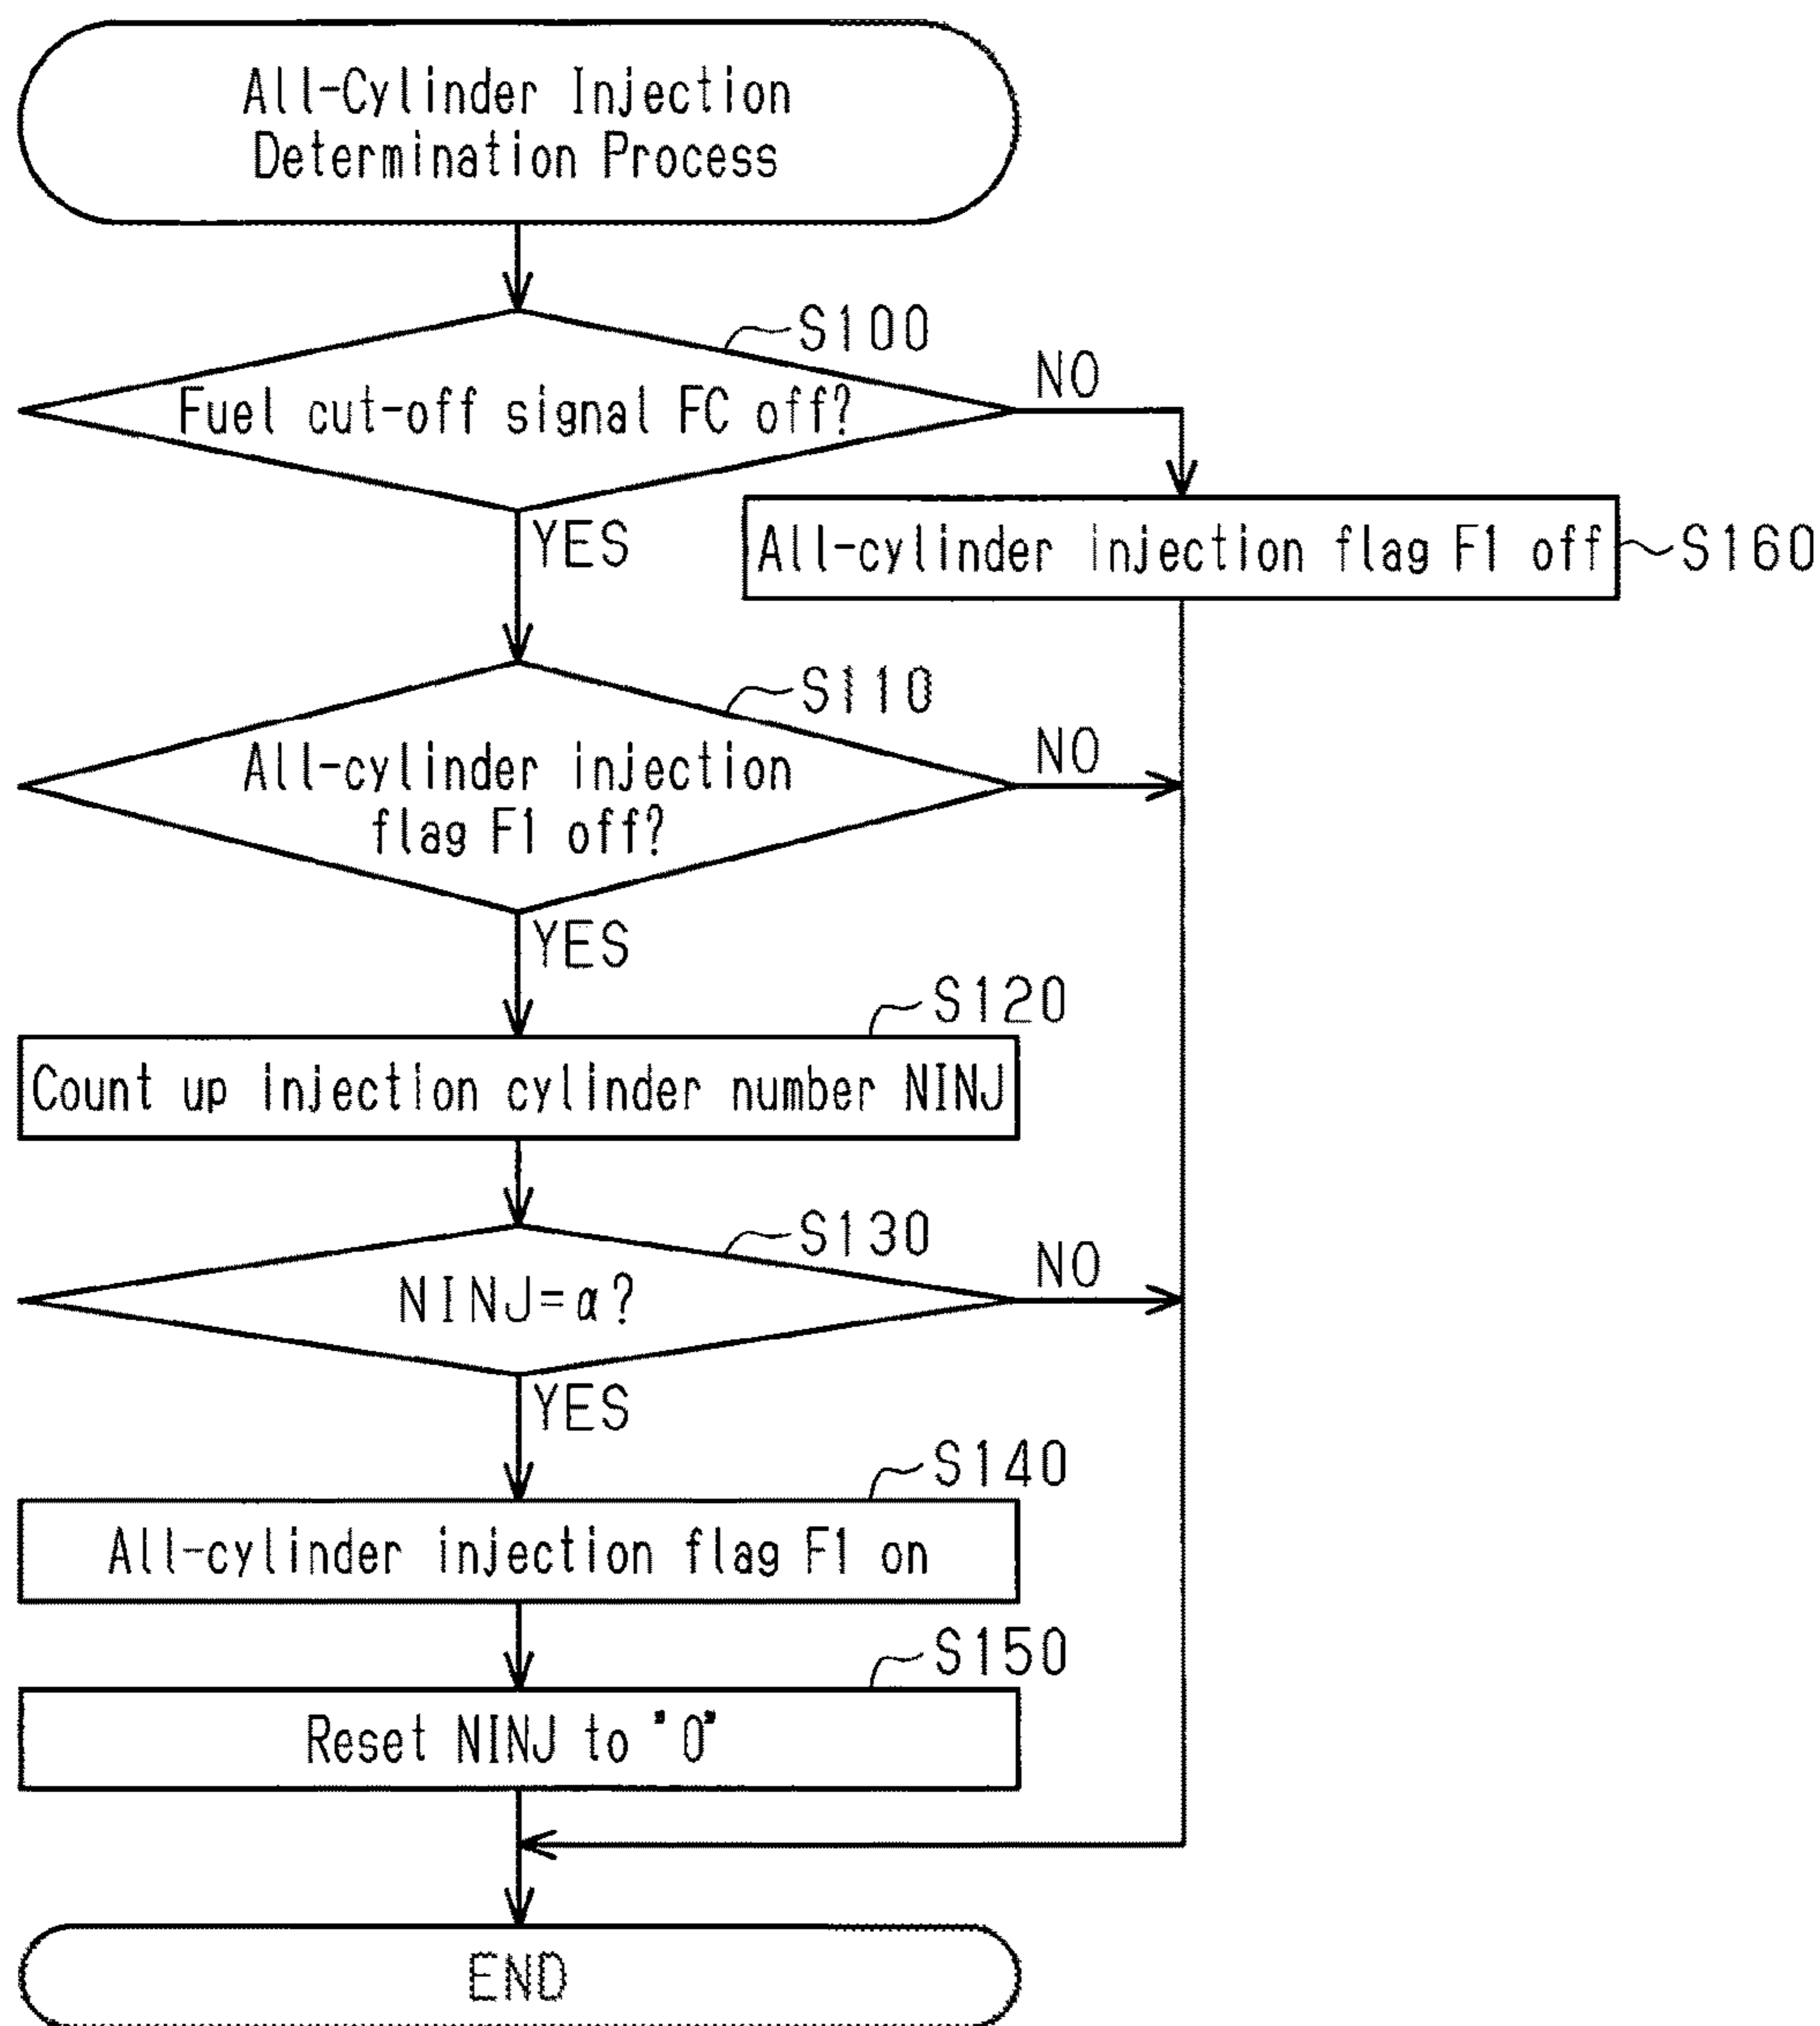 All-Cylinder Injection
Determination Process
S100
Fuel cut-off signal FC off?
NO
YES
All-cylinder injection flag F1 off
S160
S110
All-cylinder injection
flag F1 off?
NO
YES
S120
Count up injection cylinder number NINJ
S130
NINJ=α?
NO
YES
S140
All-cylinder injection flag F1 on
S150
Reset NINJ to "0"
END